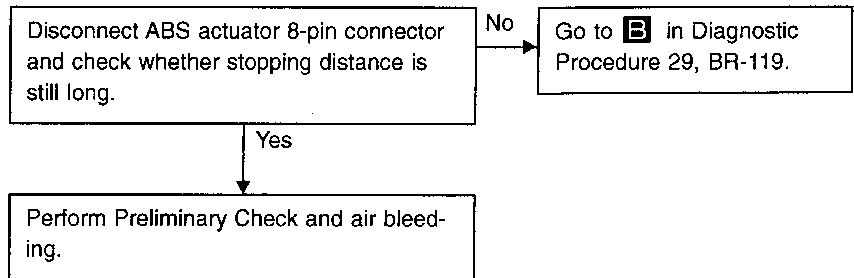 Disconnect ABS actuator 8-pin connector
and check whether stopping distance is
still long.
No
Go to B in Diagnostic
Procedure 29, BR-119.
Yes
Perform Preliminary Check and air bleed-
ing.